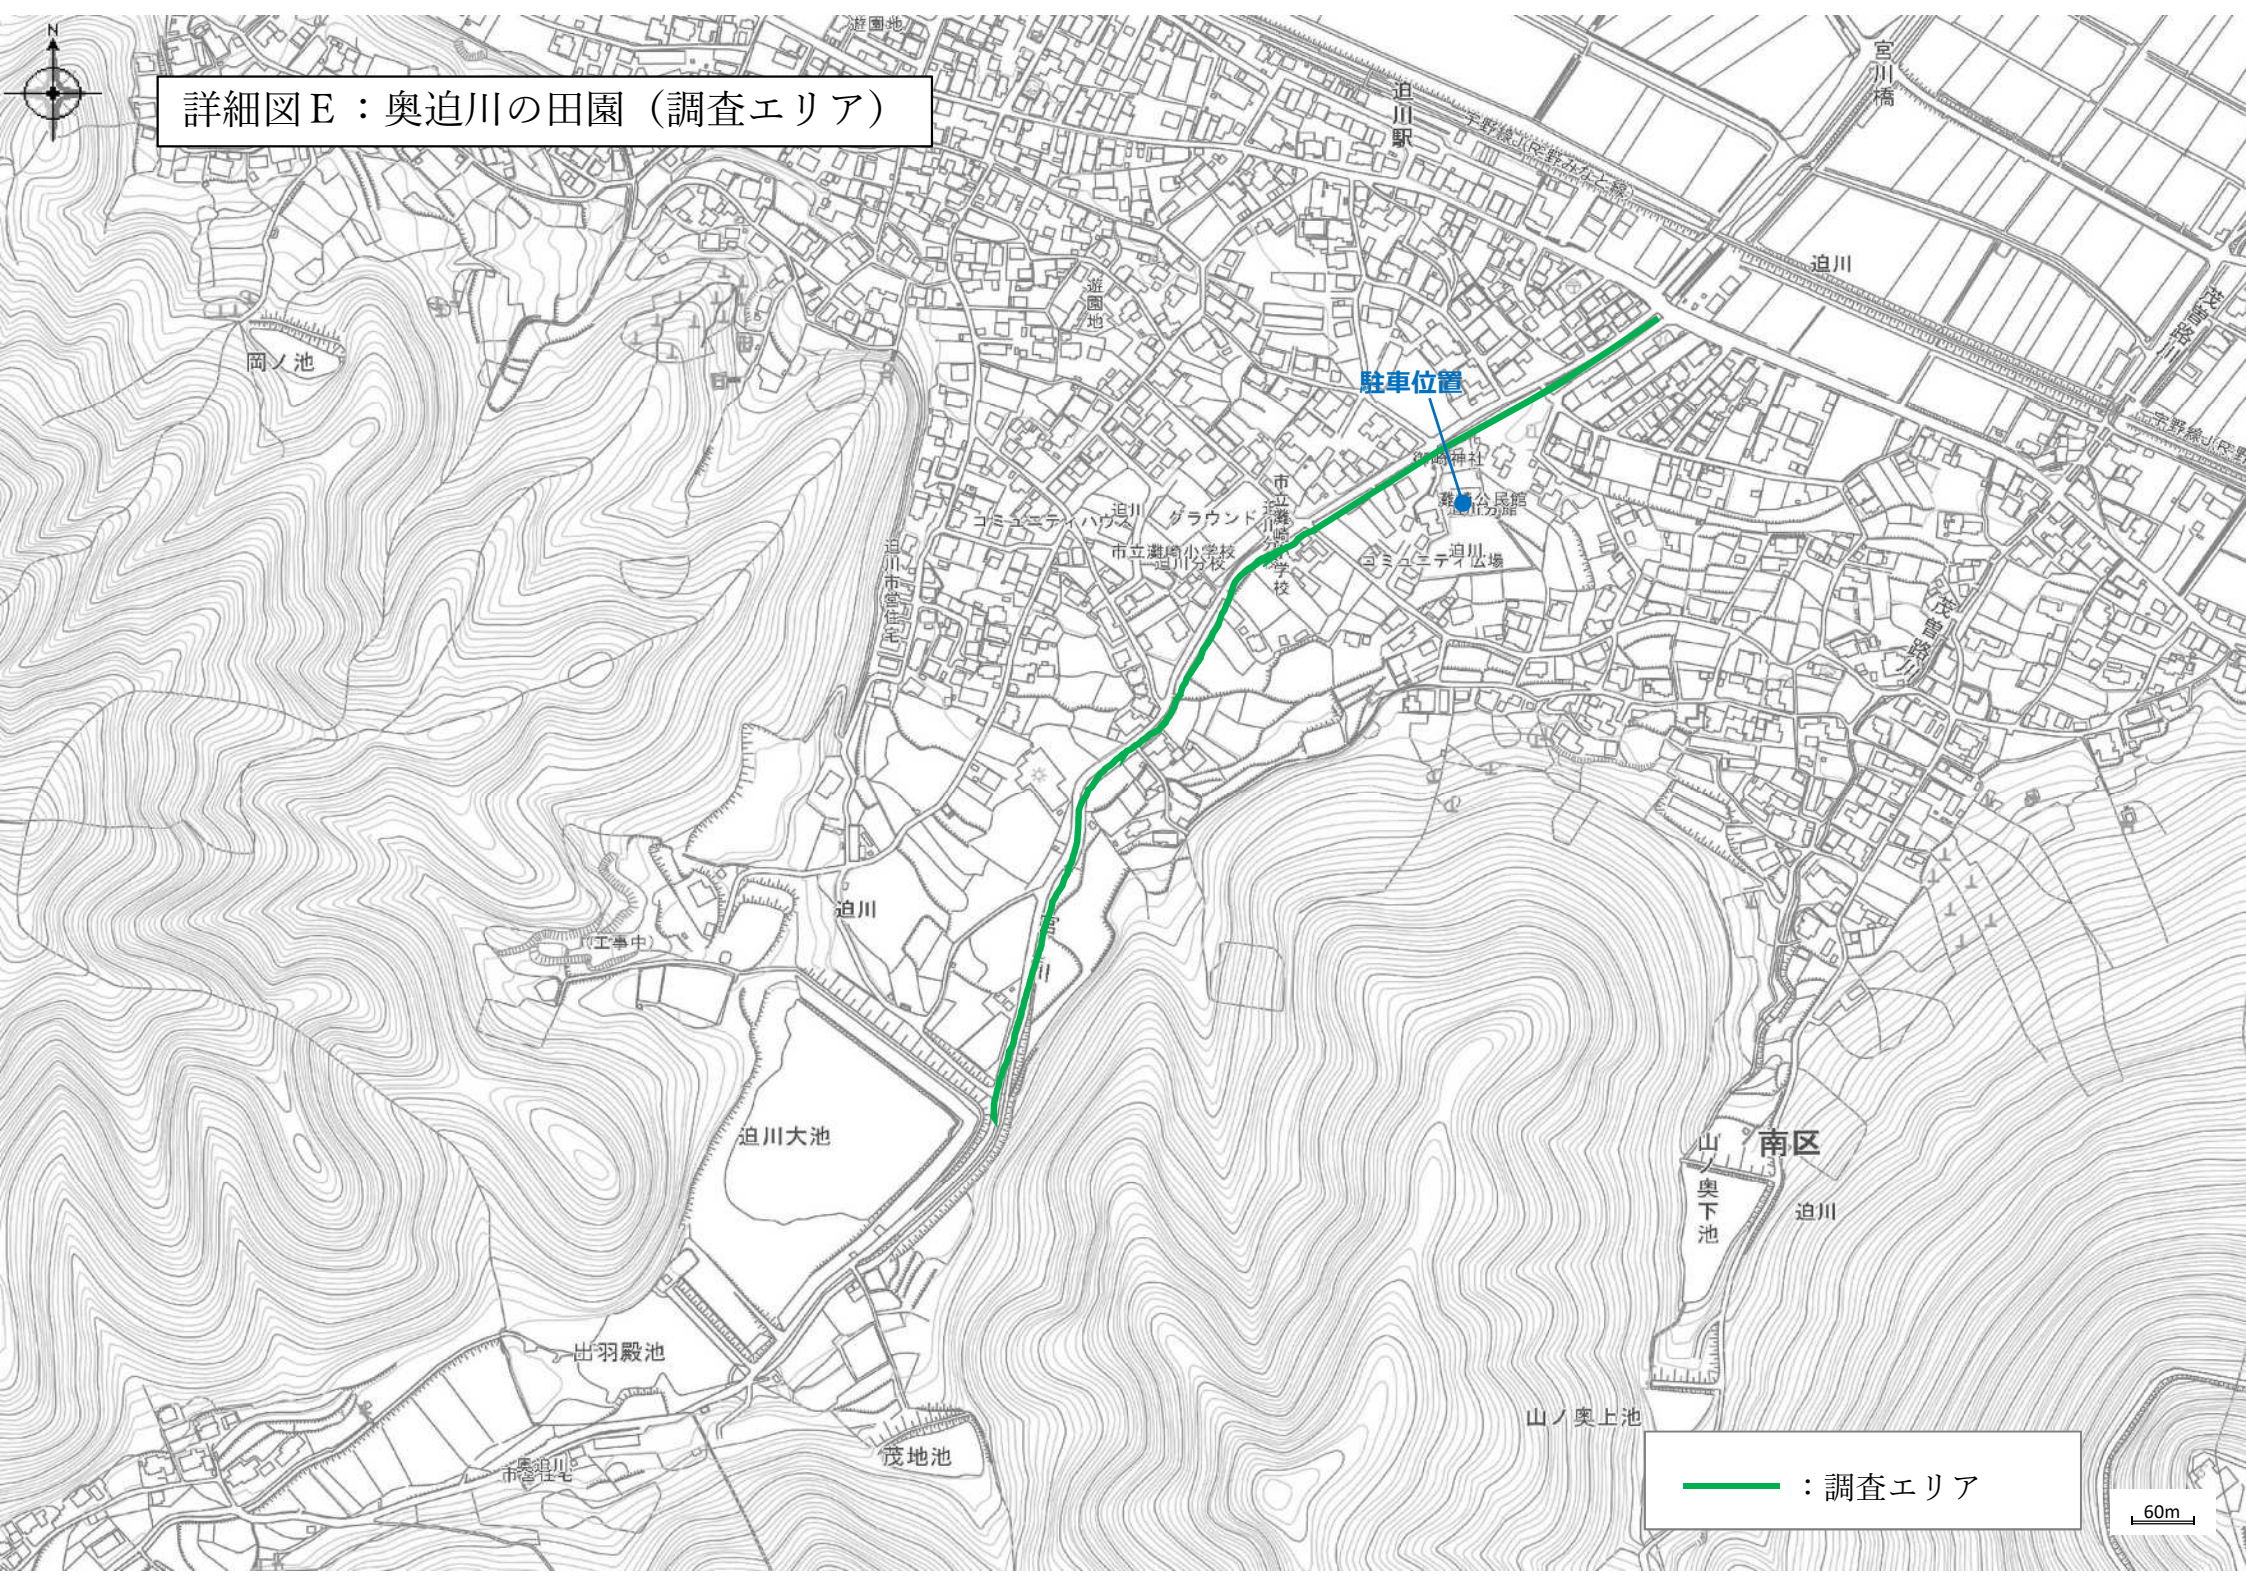 遊園地
宮川橋
N
詳細図E：奥迫川の田園（調査エリア）
迫川駅
宇野線（JR宇野みなと線）
迫川
茂曽路川
遊園地
岡ノ池
駐車位置
宇野線（JR宇野
神社
灘崎公民館
迫川分館
市立灘崎小学校
迫川分校
迫川
コミュニティハウス
グラウンド
市立灘崎小学校
迫川分校
迫川
コミュニティ広場
迫川市営住宅
茂曽路川
迫川
宮
川
（工事中）
迫川大池
山ノ奥下池
南区
迫川
出羽殿池
山ノ奥上池
茂地池
奥迫川
市営住宅
：調査エリア
60m